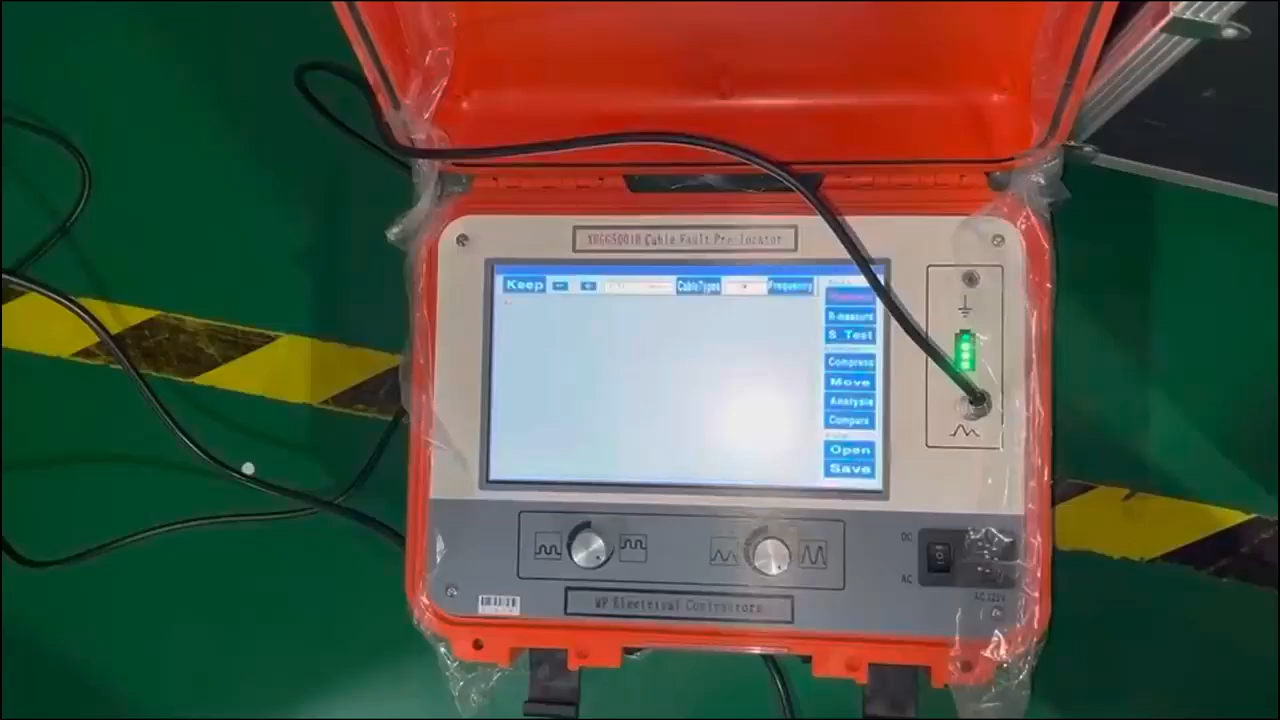 Cable Fault Pre-locator
Keep
CableTypes
Frequency
R-measure
S_Test
Compress
Move
Analysis
Compare
Open
Save
DC
AC
WP Electrical Contractors